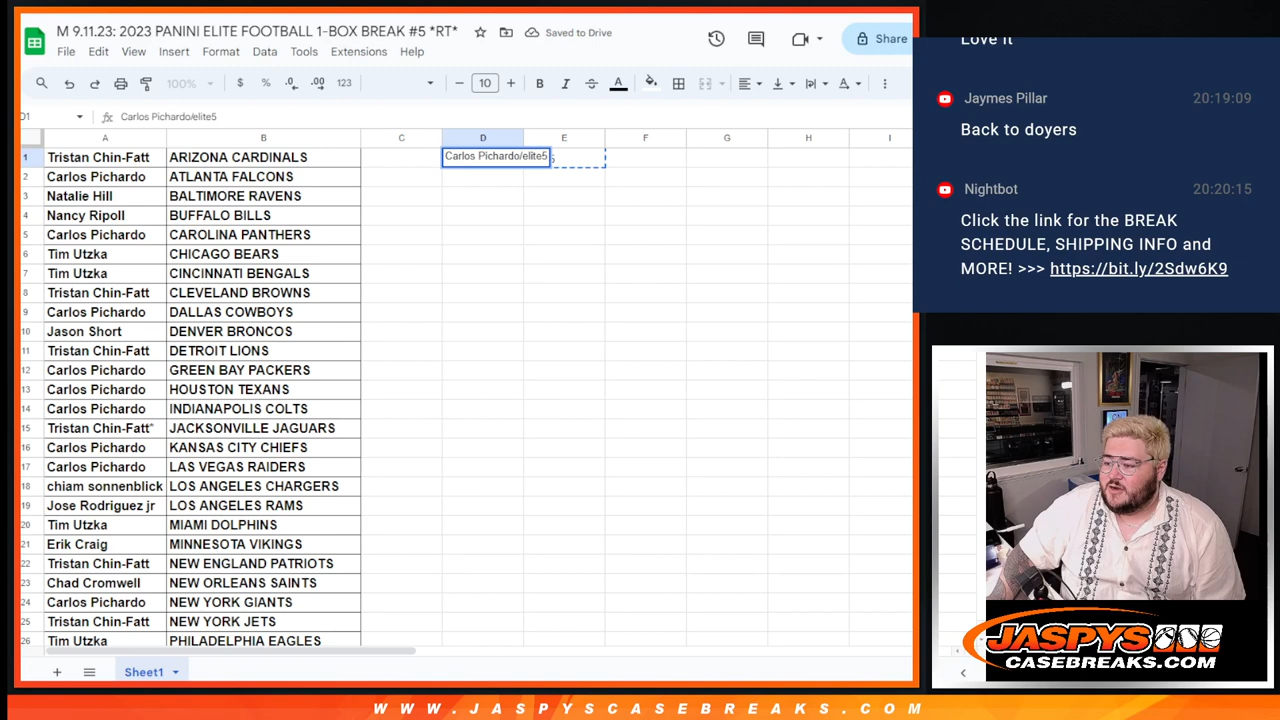 M 9.11.23: 2023 PANINI ELITE FOOTBALL 1-BOX BREAK #5 *RT*
Saved to Drive
File Edit View Insert Format Data Tools Extensions Help
Share
100% $ % .0 .00 123 10 B I S A
D1 fx Carlos Pichardo/elite5
A B C D E F G H I
1 Tristan Chin-Fatt ARIZONA CARDINALS Carlos Pichardo/elite5
2 Carlos Pichardo ATLANTA FALCONS
3 Natalie Hill BALTIMORE RAVENS
4 Nancy Ripoll BUFFALO BILLS
5 Carlos Pichardo CAROLINA PANTHERS
6 Tim Utzka CHICAGO BEARS
7 Tim Utzka CINCINNATI BENGALS
8 Tristan Chin-Fatt CLEVELAND BROWNS
9 Carlos Pichardo DALLAS COWBOYS
10 Jason Short DENVER BRONCOS
11 Tristan Chin-Fatt DETROIT LIONS
12 Carlos Pichardo GREEN BAY PACKERS
13 Carlos Pichardo HOUSTON TEXANS
14 Carlos Pichardo INDIANAPOLIS COLTS
15 Tristan Chin-Fatt* JACKSONVILLE JAGUARS
16 Carlos Pichardo KANSAS CITY CHIEFS
17 Carlos Pichardo LAS VEGAS RAIDERS
18 chiam sonnenblick LOS ANGELES CHARGERS
19 Jose Rodriguez jr LOS ANGELES RAMS
20 Tim Utzka MIAMI DOLPHINS
21 Erik Craig MINNESOTA VIKINGS
22 Tristan Chin-Fatt NEW ENGLAND PATRIOTS
23 Chad Cromwell NEW ORLEANS SAINTS
24 Carlos Pichardo NEW YORK GIANTS
25 Tristan Chin-Fatt NEW YORK JETS
26 Tim Utzka PHILADELPHIA EAGLES
Sheet1
Love it
Jaymes Pillar 20:19:09
Back to doyers
Nightbot 20:20:15
Click the link for the BREAK
SCHEDULE, SHIPPING INFO and
MORE! >>> https://bit.ly/2Sdw6K9
JASPYS
CASEBREAKS.COM
WWW.JASPYSCASEBREAKS.COM